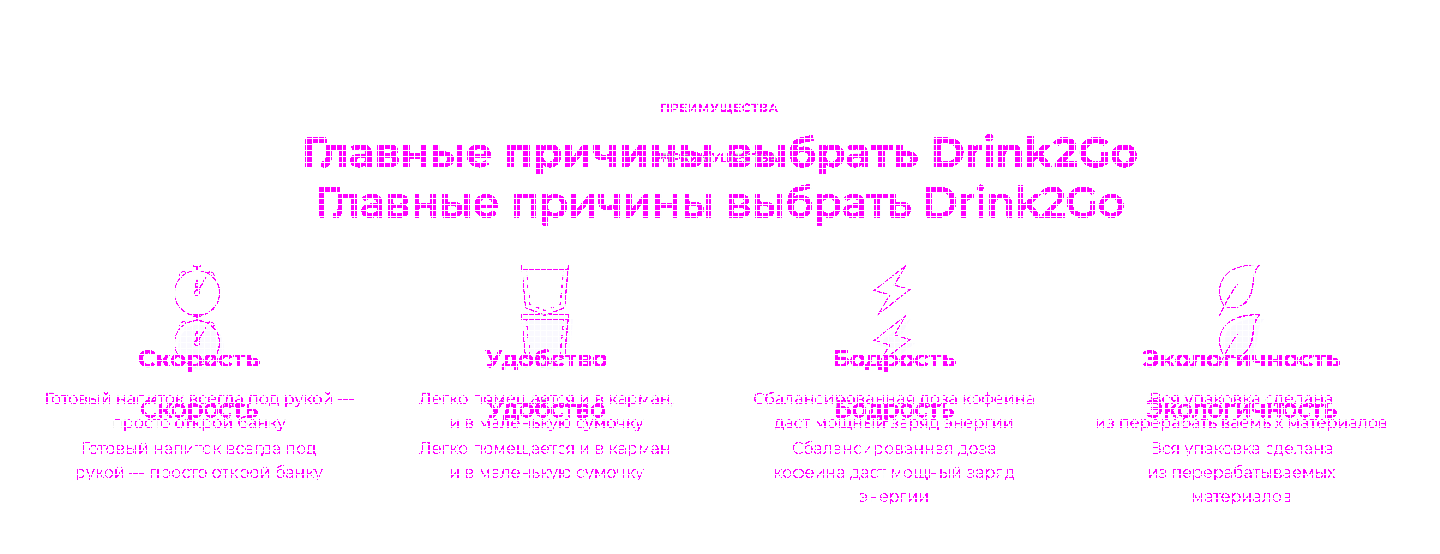 ПРЕИМУЩЕСТВА
Главные причины выбрать Drink2Go
Главные причины выбрать Drink2Go
Скорость
Удобство
Бодрость
Экологичность
Скорость
Удобство
Бодрость
Экологичность
Готовый напиток всегда под рукой —
просто открой банку
Легко помещается и в карман
и в маленькую сумочку
Сбалансированная доза кофеина
даст мощный заряд энергии
Вся упаковка сделана
из перерабатываемых материалов
Готовый напиток всегда под
рукой — просто открой банку
Легко помещается и в карман
и в маленькую сумочку
Сбалансированная доза
кофеина даст мощный заряд
энергии
Вся упаковка сделана
из перерабатываемых
материалов